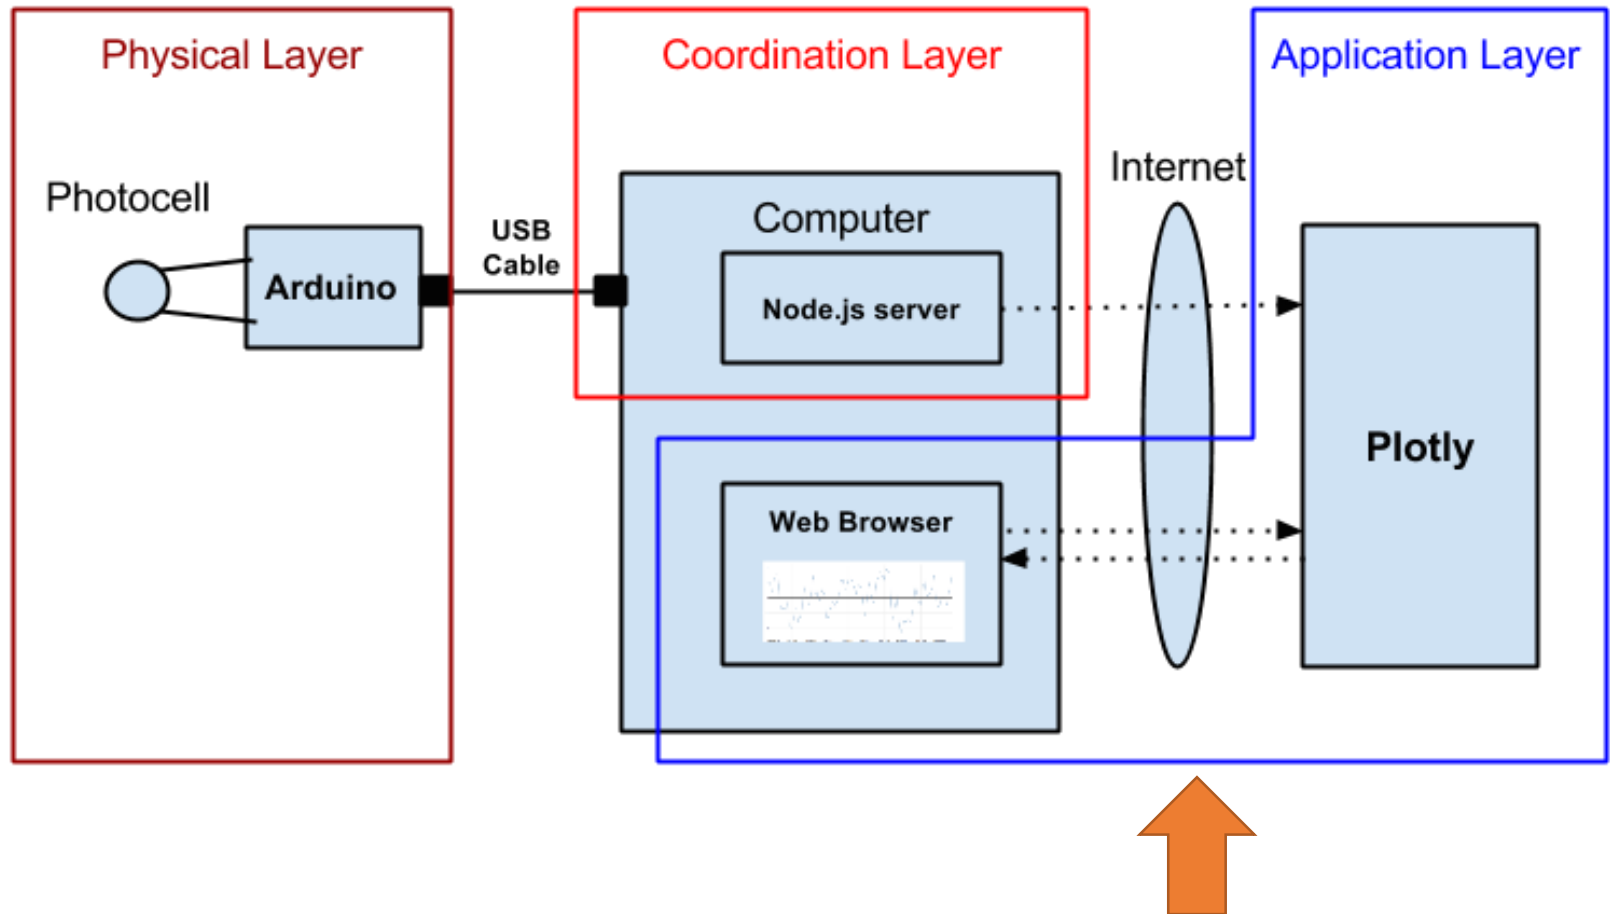 Physical Layer
Coordination Layer
Application Layer
Internet
Photocell
USB
Cable
Computer
Arduino
Node.js server
Plotly
Web Browser